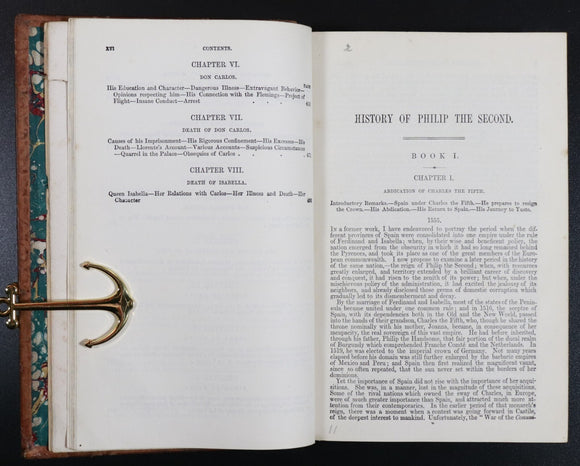 XVI CONTENTS.
CHAPTER VI.
DON CARLOS.
PAGE
His Education and Character—Dangerous Illness—Extravagant Behavior—
Opinions respecting him—His Connection with the Flemings—Project of
Flight—Insane Conduct—Arrest
CHAPTER VII.
DEATH OF DON CARLOS.
Causes of his Imprisonment—His Rigorous Confinement—His Excesses—His
Death—Llorente's Account—Various Accounts—Suspicious Circumstances
—Quarrel in the Palace—Obsequies of Carlos
CHAPTER VIII.
DEATH OF ISABELLA.
Queen Isabella—Her Relations with Carlos—Her Illness and Death—Her
Character
2
HISTORY OF PHILIP THE SECOND.
BOOK I.
CHAPTER I.
ABDICATION OF CHARLES THE FIFTH.
Introductory Remarks.—Spain under Charles the Fifth.—He prepares to resign
the Crown.—His Abdication.—His Return to Spain.—His Journey to Yuste.
1555.
In a former work, I have endeavored to portray the period when the dif-
ferent provinces of Spain were consolidated into one empire under the rule
of Ferdinand and Isabella; when, by their wise and beneficent policy, the
nation emerged from the obscurity in which it had so long remained behind
the Pyrenees, and took its place as one of the great members of the Euro-
pean commonwealth. I now propose to examine a later period in the history
of the same nation,—the reign of Philip the Second; when, with resources
greatly enlarged, and territory extended by a brilliant career of discovery
and conquest, it had risen to the zenith of its power; but when, under the
mischievous policy of the administration, it had excited the jealousy of its
neighbors, and already disclosed those germs of domestic corruption which
gradually led to its dismemberment and decay.
By the marriage of Ferdinand and Isabella, most of the states of the Penin-
sula became united under one common rule; and in 1516, the sceptre of
Spain, with its dependencies both in the Old and the New World, passed
into the hands of their grandson, Charles the Fifth, who, though he shared the
throne nominally with his mother, Joanna, became, in consequence of her
incapacity, the real sovereign of this vast empire. He had before inherited,
through his father, Philip the Handsome, that fair portion of the ducal realm
of Burgundy which comprehended Franche Comté and the Netherlands. In
1519, he was elected to the imperial crown of Germany. Not many years
elapsed before his domain was still further enlarged by the barbaric empires
of Mexico and Peru; and Spain then first realized the magnificent vaunt,
since so often repeated, that the sun never set within the borders of her
dominions.
Yet the importance of Spain did not rise with the importance of her acqui-
sitions. She was, in a manner, lost in the magnitude of these acquisitions.
Some of the rival nations which owned the sway of Charles, in Europe,
were of much greater importance than Spain, and attracted much more at-
tention from their contemporaries. In the earlier period of that monarch's
reign, there was a moment when a contest was going forward in Castile,
of the deepest interest to mankind. Unfortunately, the "War of the Comu-
11